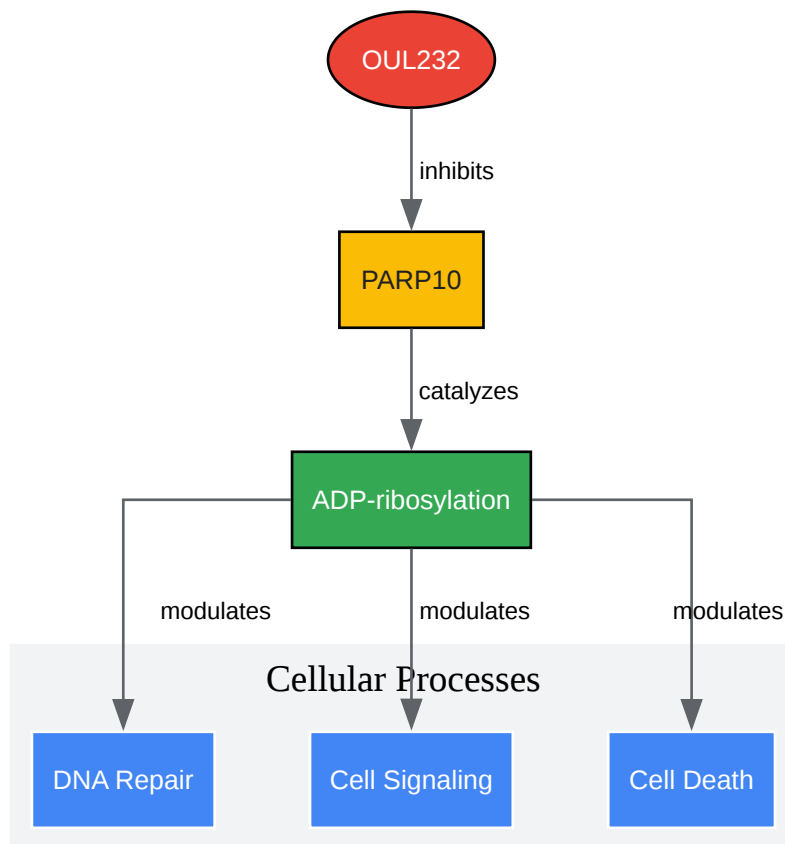 OUL232
inhibits
PARP10
catalyzes
ADP-ribosylation
modulates
modulates
modulates
Cellular Processes
DNA Repair
Cell Signaling
Cell Death